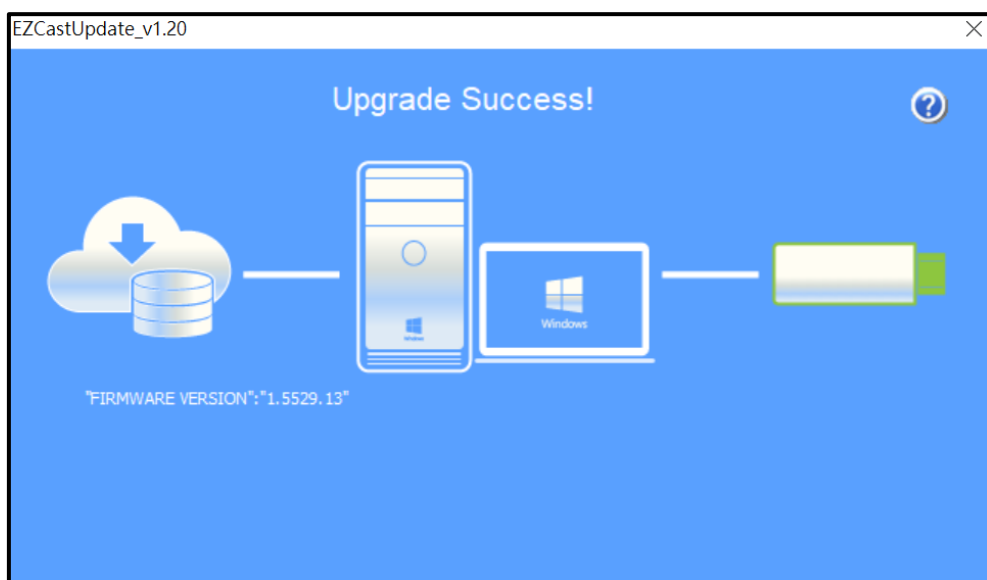 EZCastUpdate_v1.20
Upgrade Success!
?
Windows
Windows
"FIRMWARE VERSION":"1.5529.13"